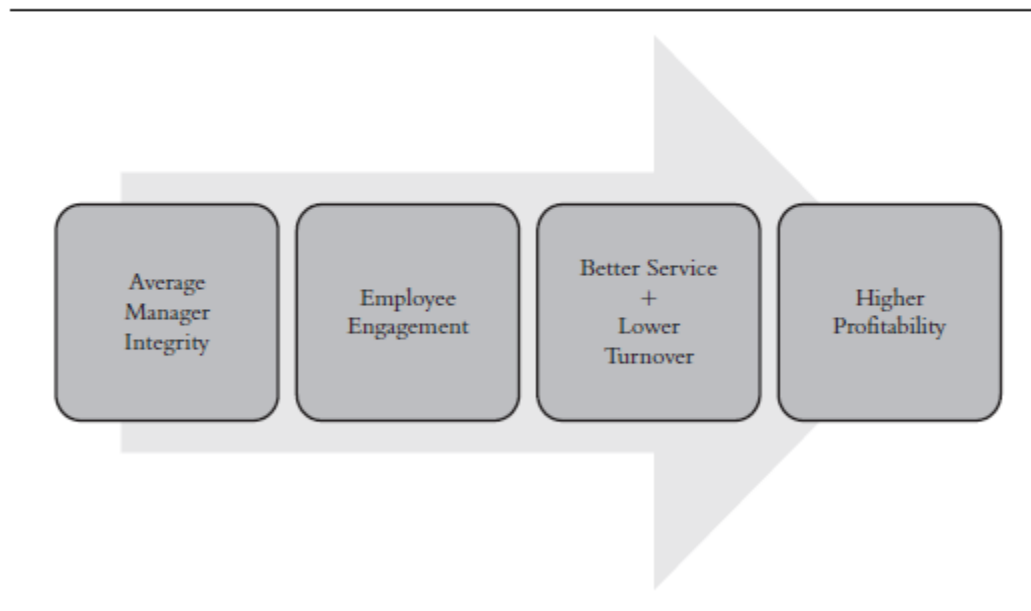 Average
Manager
Integrity
Employee
Engagement
Better Service
+
Lower
Turnover
Higher
Profitability